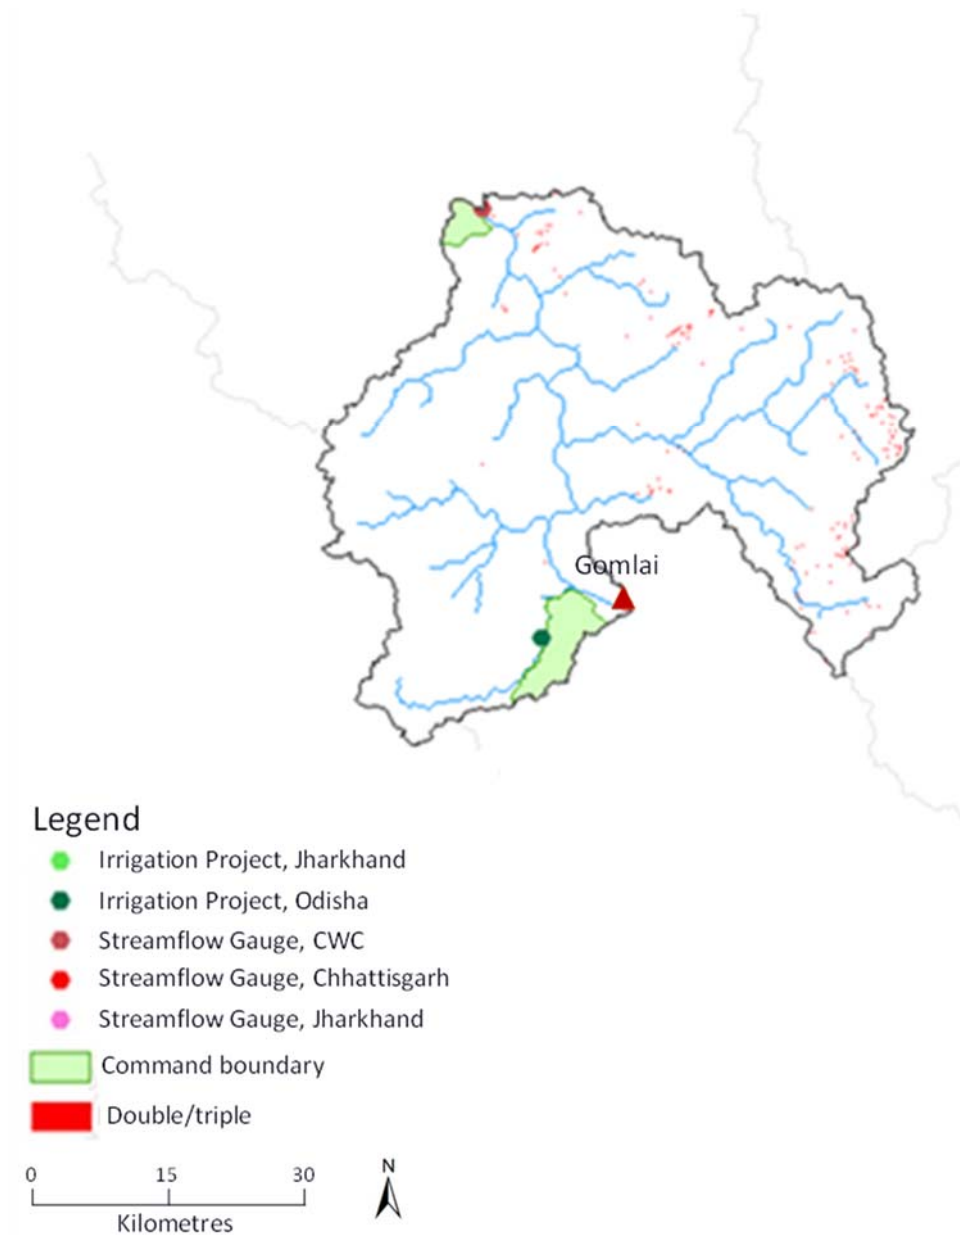 Gomlai
Legend
Irrigation Project, Jharkhand
Irrigation Project, Odisha
Streamflow Gauge, CWC
Streamflow Gauge, Chhattisgarh
Streamflow Gauge, Jharkhand
Command boundary
Double/triple
0 15 30
Kilometres
N